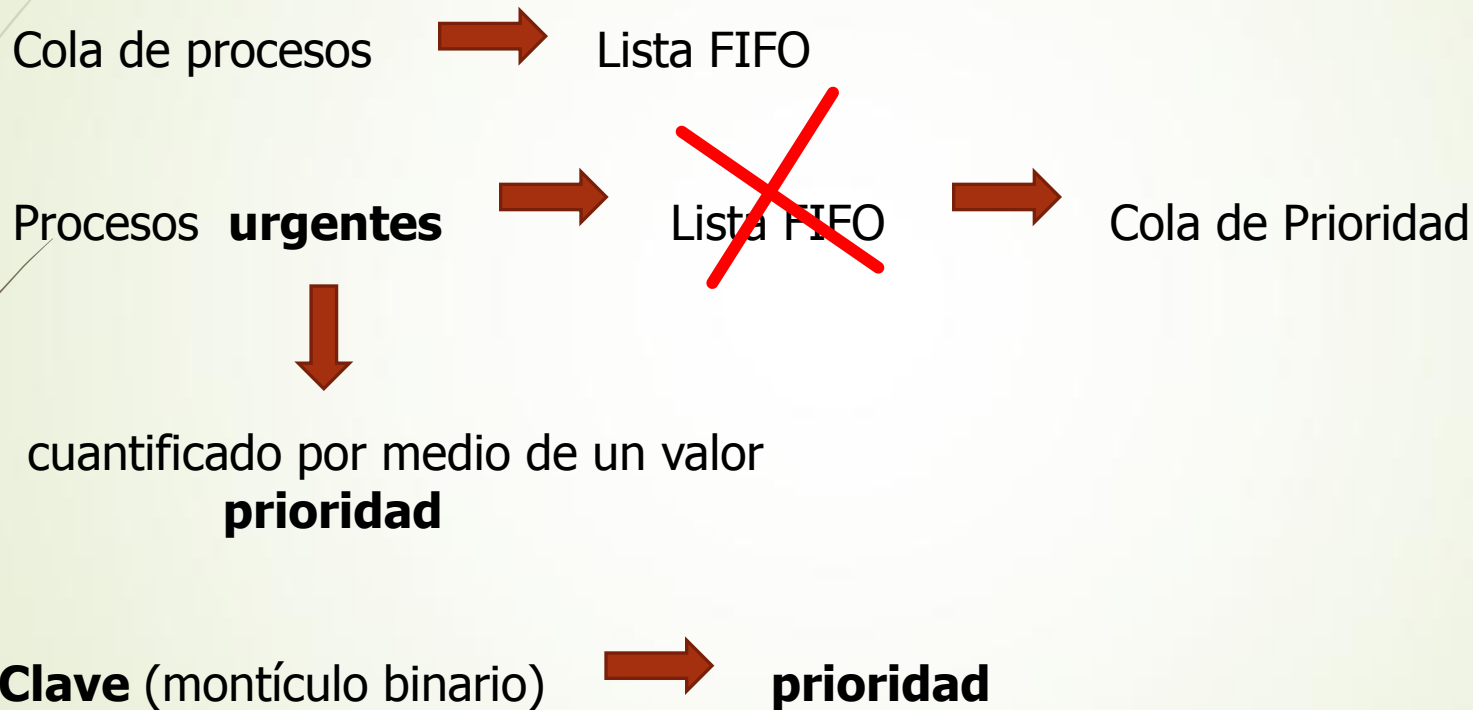 Cola de procesos Lista FIFO
Procesos urgentes Lista FIFO Cola de Prioridad
cuantificado por medio de un valor
prioridad
Clave (montículo binario) prioridad